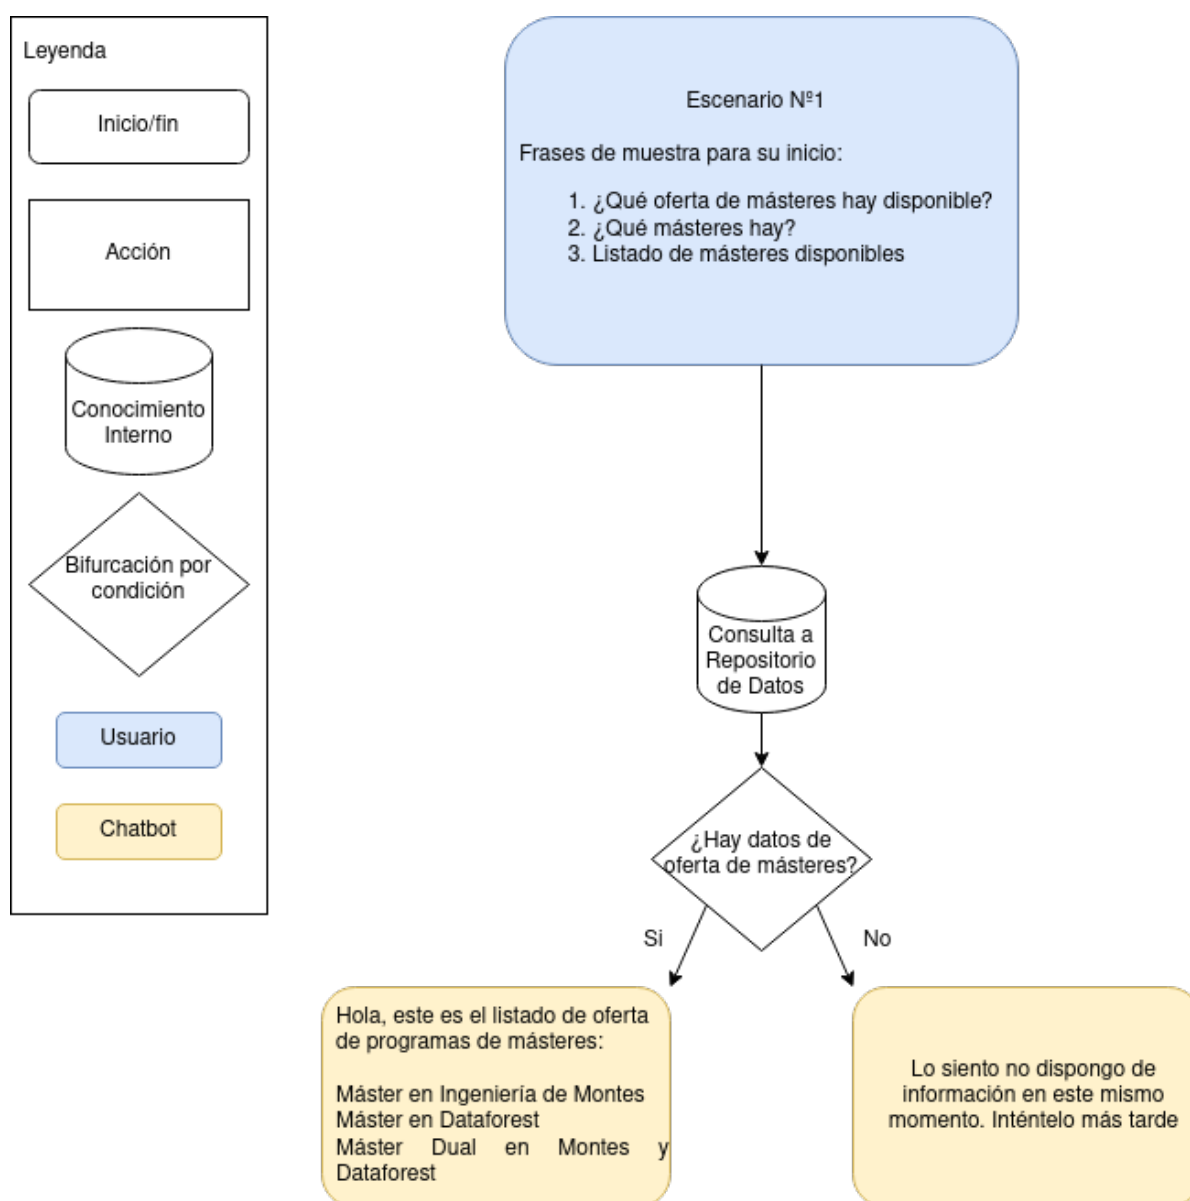 Leyenda
Inicio/fin
Acción
Conocimiento
Interno
Bifurcación por
condición
Usuario
Chatbot
Escenario Nº1
Frases de muestra para su inicio:
1. ¿Qué oferta de másteres hay disponible?
2. ¿Qué másteres hay?
3. Listado de másteres disponibles
Consulta a
Repositorio
de Datos
¿Hay datos de
oferta de másteres?
Si
No
Hola, este es el listado de oferta
de programas de másteres:
Máster en Ingeniería de Montes
Máster en Dataforest
Máster Dual en Montes y
Dataforest
Lo siento no dispongo de
información en este mismo
momento. Inténtelo más tarde